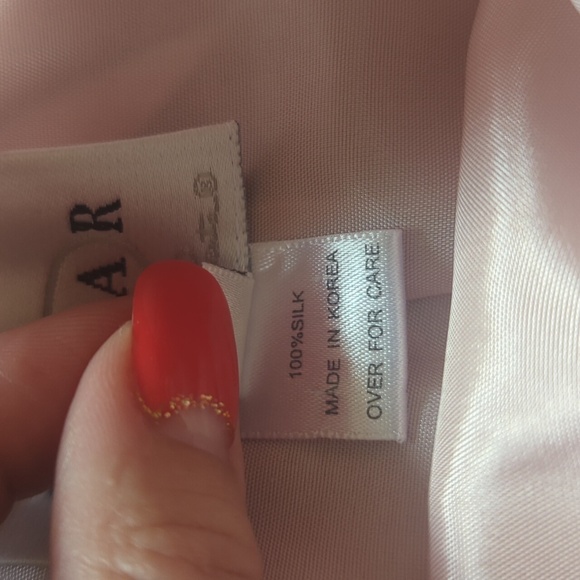 AR
100%SILK
MADE IN KOREA
OVER FOR CARE